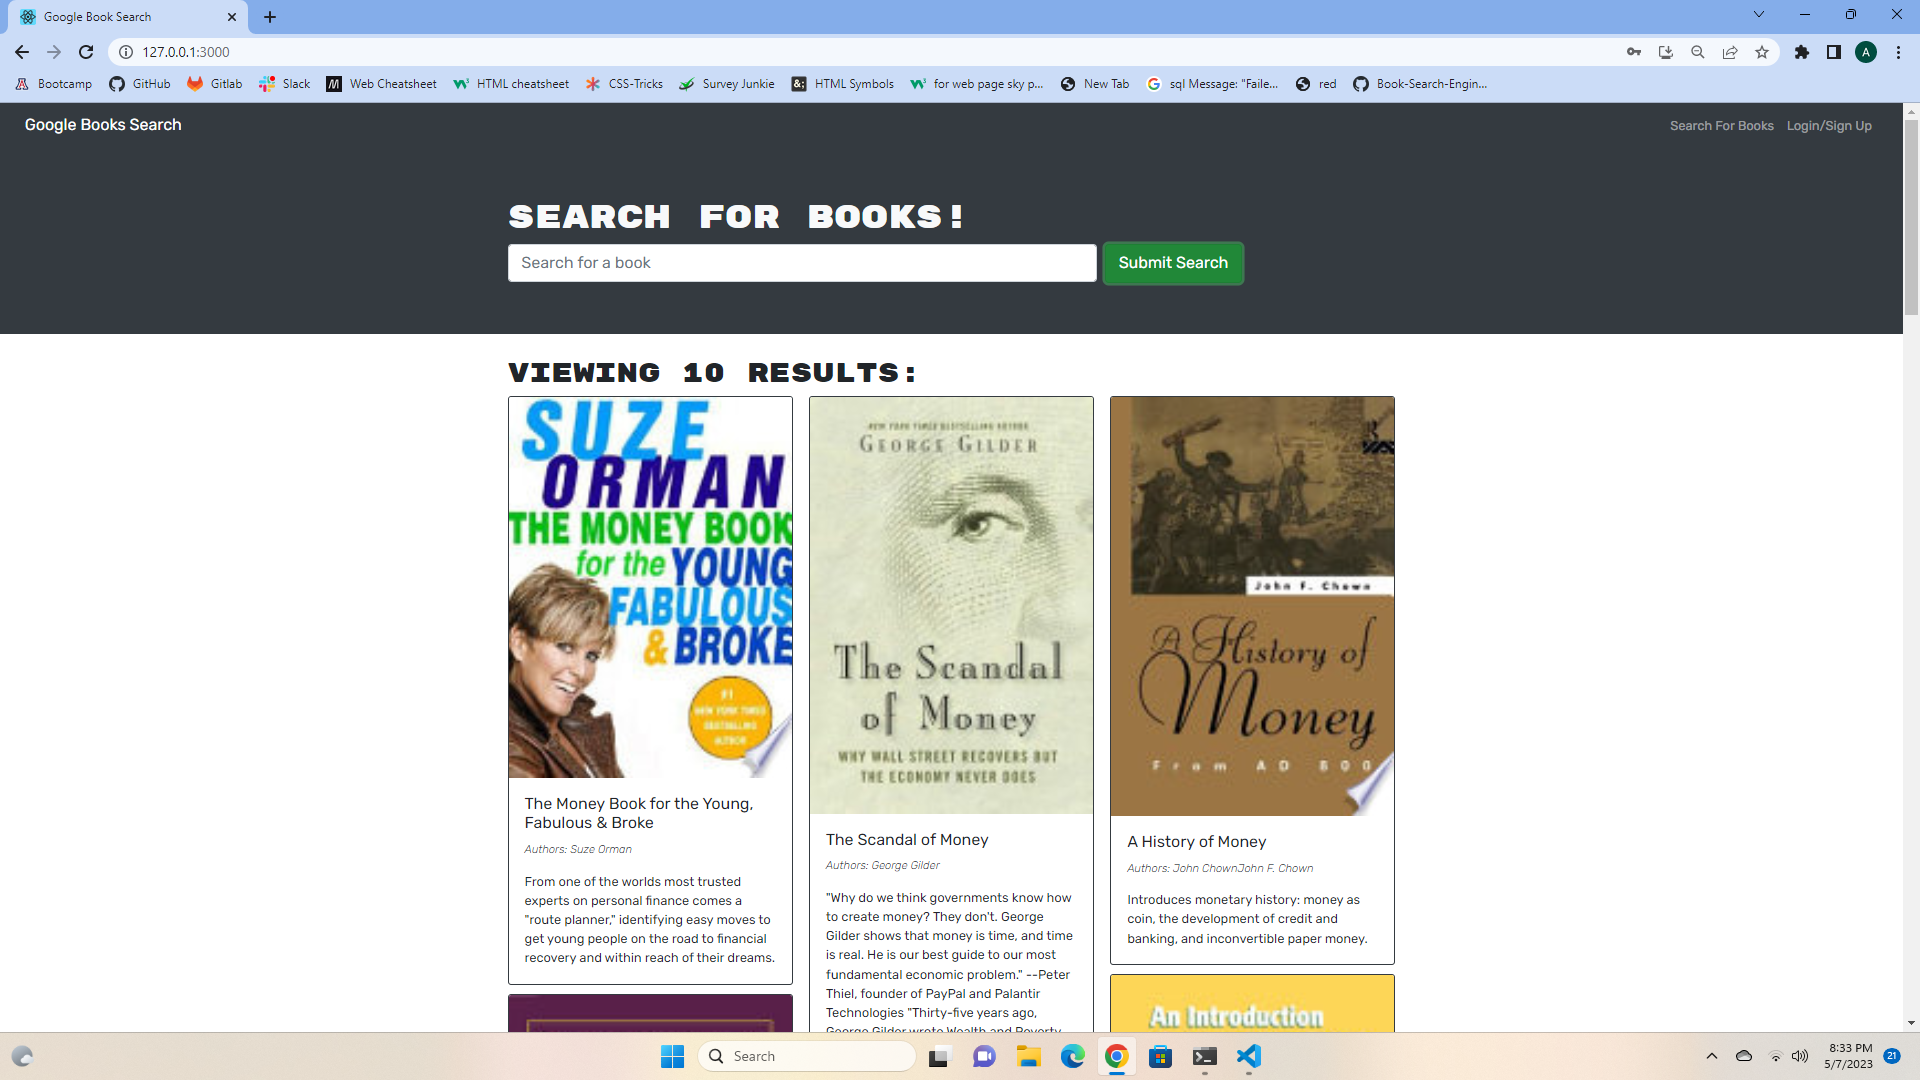 Google Book Search
127.0.0.1:3000
A
Bootcamp GitHub Gitlab Slack Web Cheatsheet HTML cheatsheet CSS-Tricks Survey Junkie HTML Symbols for web page sky p... New Tab sql Message: "Faile... red Book-Search-Engin...
Google Books Search
Search For Books Login/Sign Up
SEARCH FOR BOOKS!
Search for a book
Submit Search
VIEWING 10 RESULTS:
SUZE
ORMAN
THE MONEY BOOK
for the YOUNG,
FABULOUS
& BROKE
#1
NEW YORK TIMES
BESTSELLING
AUTHOR
The Money Book for the Young,
Fabulous & Broke
Authors: Suze Orman
From one of the worlds most trusted
experts on personal finance comes a
"route planner," identifying easy moves to
get young people on the road to financial
recovery and within reach of their dreams.
NEW YORK TIMES BESTSELLING AUTHOR
GEORGE GILDER
The Scandal
of Money
WHY WALL STREET RECOVERS BUT
THE ECONOMY NEVER DOES
The Scandal of Money
Authors: George Gilder
"Why do we think governments know how
to create money? They don't. George
Gilder shows that money is time, and time
is real. He is our best guide to our most
fundamental economic problem." --Peter
Thiel, founder of PayPal and Palantir
Technologies "Thirty-five years ago,
George Gilder wrote Wealth and Poverty
John F. Chown
A History of
Money
From AD 800
A History of Money
Authors: John ChownJohn F. Chown
Introduces monetary history: money as
coin, the development of credit and
banking, and inconvertible paper money.
An Introduction
Search
8:33 PM
5/7/2023
21